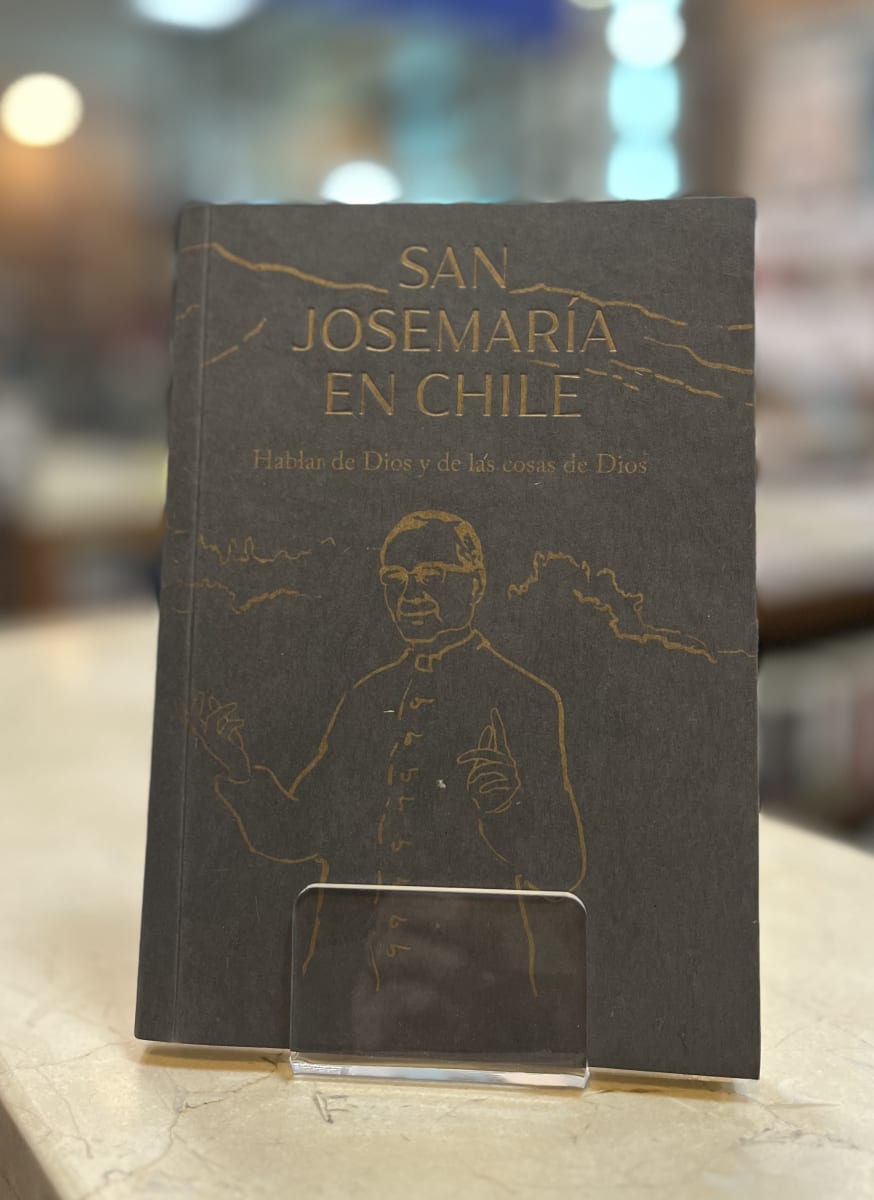 SAN
JOSEMARÍA
EN CHILE
Hablar de Dios y de las cosas de Dios